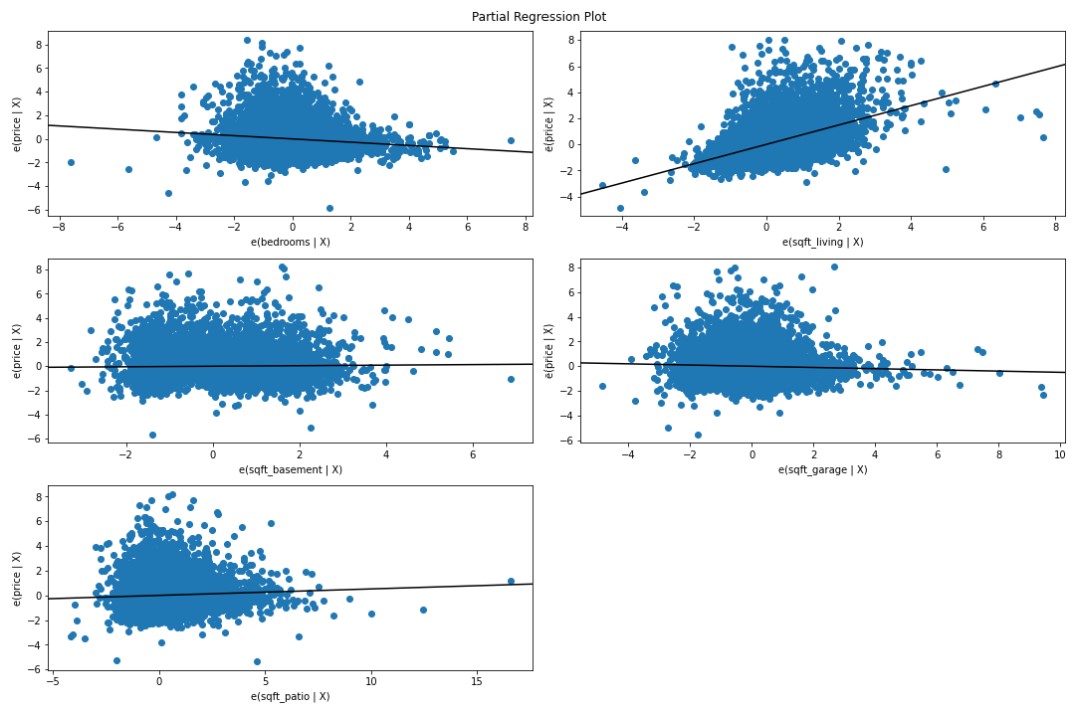 Partial Regression Plot
8
6
4
2
0
−2
−4
−6
e(price | X)
−8 −6 −4 −2 0 2 4 6 8
e(bedrooms | X)
8
6
4
2
0
−2
−4
e(price | X)
−4 −2 0 2 4 6 8
e(sqft_living | X)
8
6
4
2
0
−2
−4
−6
e(price | X)
−2 0 2 4 6
e(sqft_basement | X)
8
6
4
2
0
−2
−4
−6
e(price | X)
−4 −2 0 2 4 6 8 10
e(sqft_garage | X)
8
6
4
2
0
−2
−4
−6
e(price | X)
−5 0 5 10 15
e(sqft_patio | X)